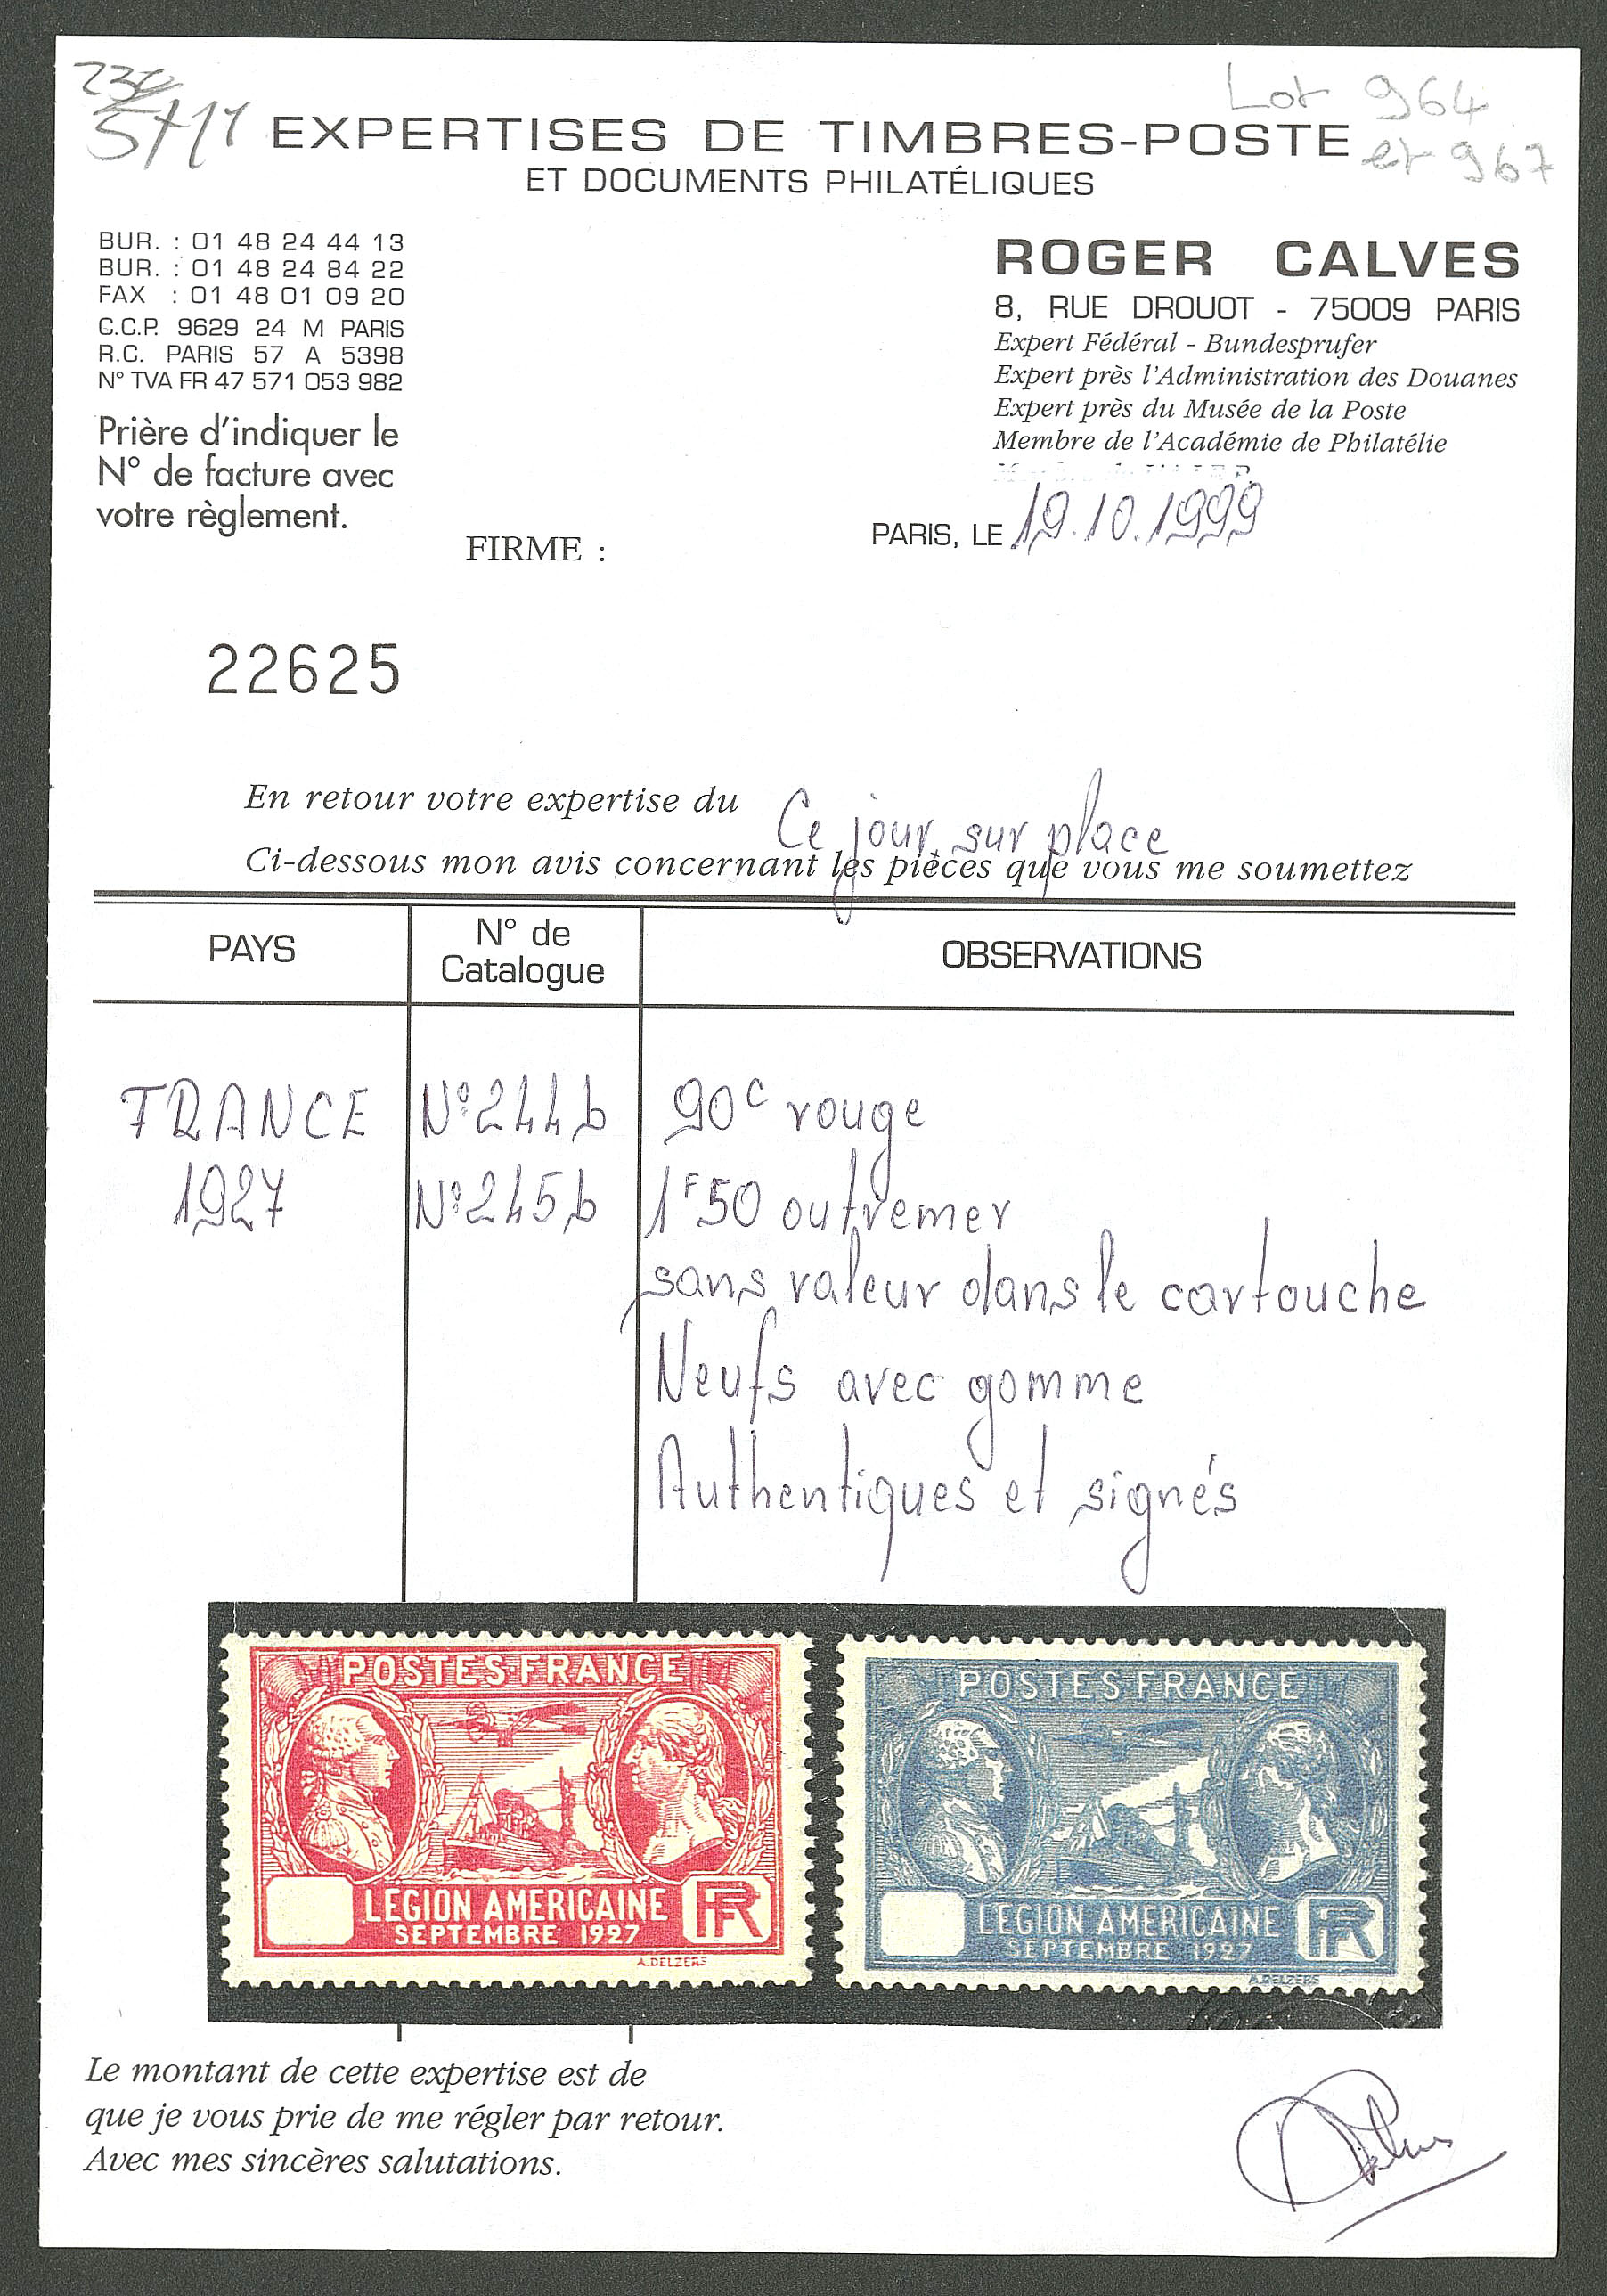 Lot 964
et 967
EXPERTISES DE TIMBRES-POSTE
ET DOCUMENTS PHILATÉLIQUES
BUR. : 01 48 24 44 13
BUR. : 01 48 24 84 22
FAX : 01 48 01 09 20
C.C.P. 9629 24 M PARIS
R.C. PARIS 57 A 5398
N° TVA FR 47 571 053 982
Prière d'indiquer le
N° de facture avec
votre règlement.
ROGER CALVES
8, RUE DROUOT - 75009 PARIS
Expert Fédéral - Bundesprufer
Expert près l'Administration des Douanes
Expert près du Musée de la Poste
Membre de l'Académie de Philatélie
PARIS, LE 19.10.1999
FIRME :
22625
En retour votre expertise du Ce jour sur place
Ci-dessous mon avis concernant les pièces que vous me soumettez
PAYS
N° de
Catalogue
OBSERVATIONS
FRANCE N°244b 90c rouge
1927 N°245b 1F50 outremer
sans valeur dans le cartouche
Neufs avec gomme
Authentiques et signés
POSTES FRANCE
LEGION AMERICAINE
SEPTEMBRE 1927
RF
A.DELZERS
POSTES FRANCE
LEGION AMERICAINE
SEPTEMBRE 1927
RF
A.DELZERS
Le montant de cette expertise est de
que je vous prie de me régler par retour.
Avec mes sincères salutations.